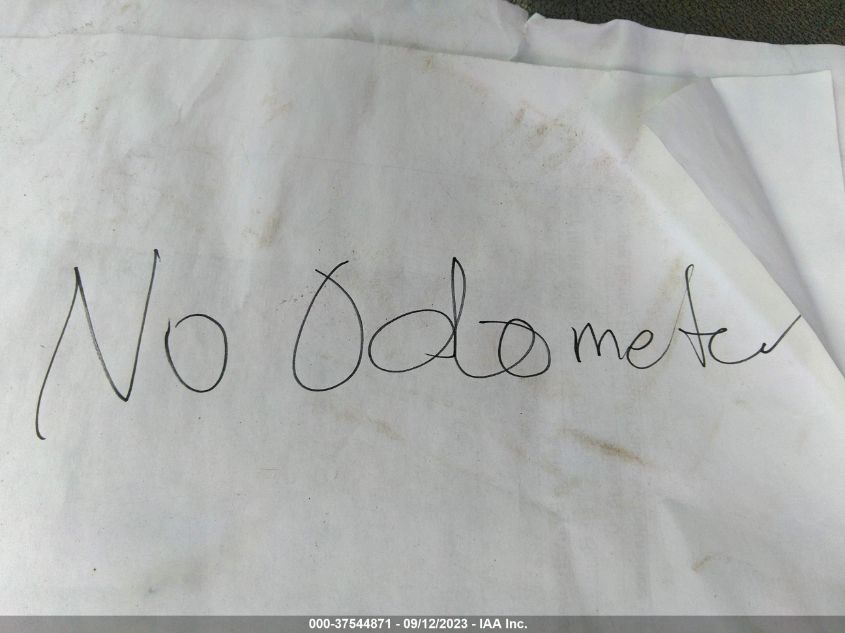 No Odometer
000-37544871 - 09/12/2023 - IAA Inc.